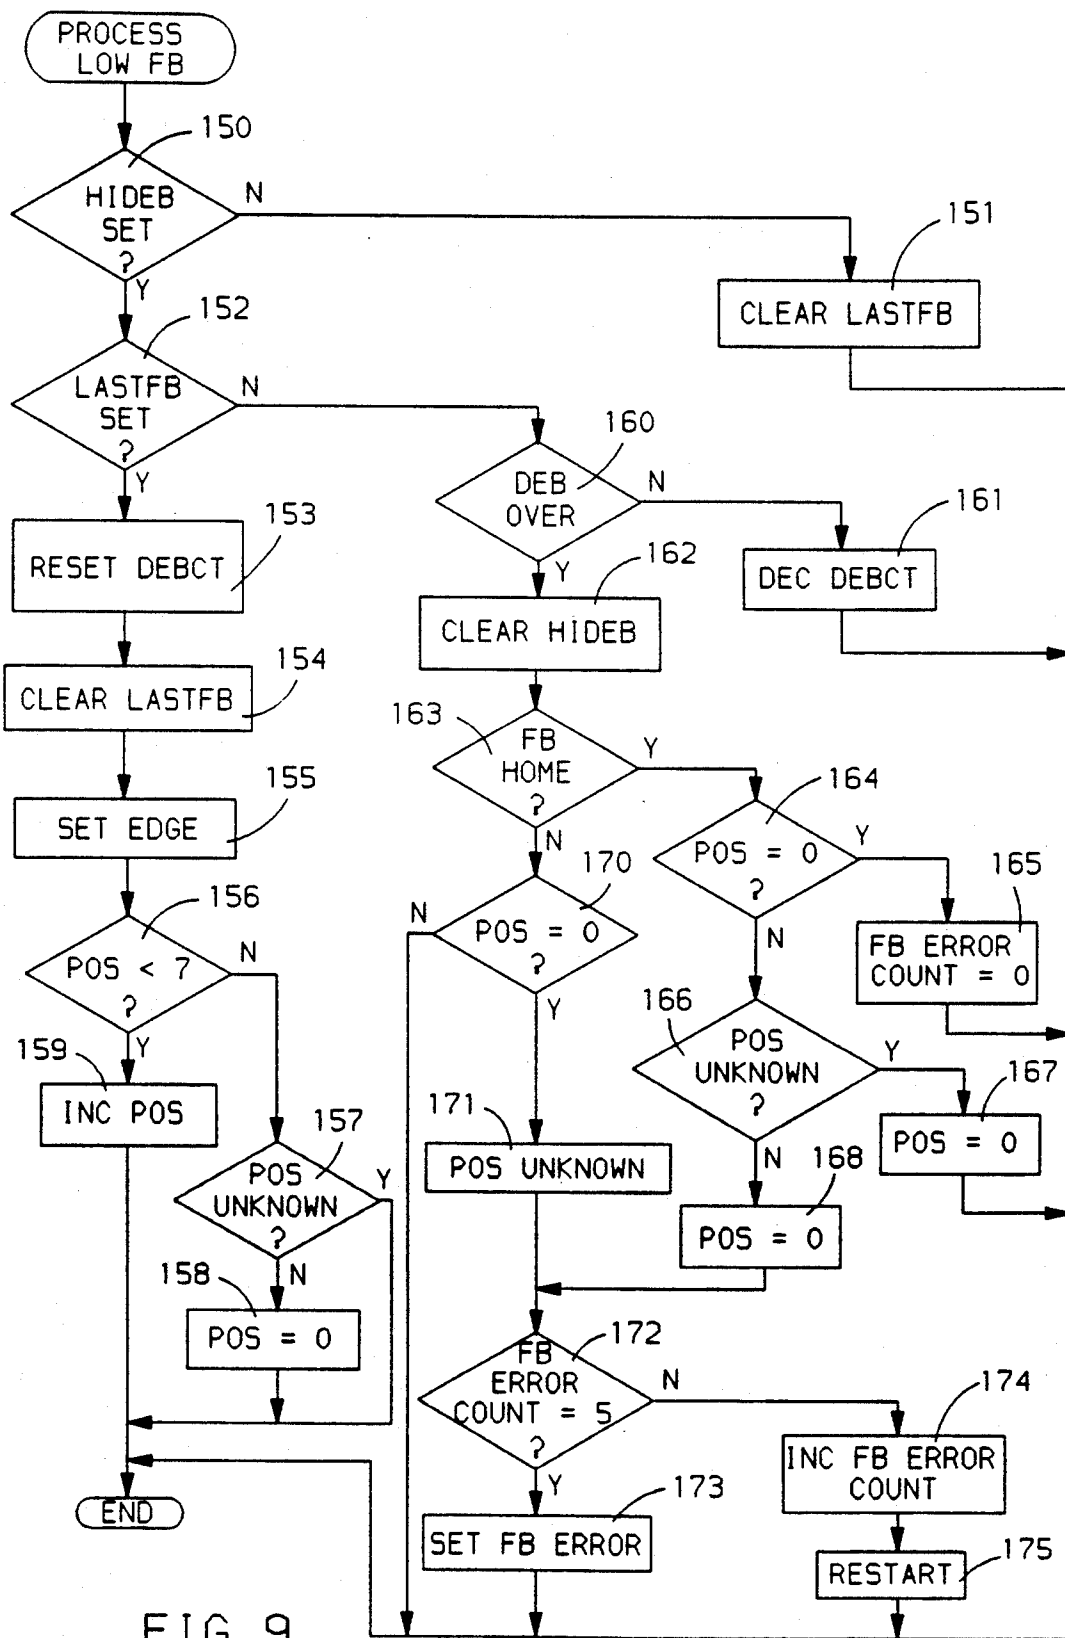 PROCESS
LOW FB
150
HIDEB
SET
?
N
Y
151
CLEAR LASTFB
152
LASTFB
SET
?
N
Y
153
RESET DEBCT
154
CLEAR LASTFB
155
SET EDGE
156
POS < 7
?
N
Y
159
INC POS
157
POS
UNKNOWN
?
Y
N
158
POS = 0
END
160
DEB
OVER
N
Y
161
DEC DEBCT
162
CLEAR HIDEB
163
FB
HOME
?
Y
N
164
POS = 0
?
Y
N
165
FB ERROR
COUNT = 0
166
POS
UNKNOWN
?
Y
N
167
POS = 0
168
POS = 0
170
POS = 0
?
N
Y
171
POS UNKNOWN
172
FB
ERROR
COUNT = 5
?
N
Y
173
SET FB ERROR
174
INC FB ERROR
COUNT
175
RESTART
FIG 9